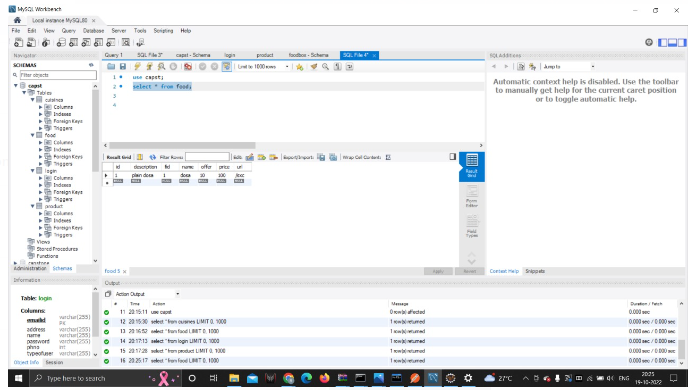 MySQL Workbench
Local instance MySQL80 ×
File Edit View Query Database Server Tools Scripting Help
Navigator
SCHEMAS
Filter objects
capst
Tables
cuisines
Columns
Indexes
Foreign Keys
Triggers
food
Columns
Indexes
Foreign Keys
Triggers
login
Columns
Indexes
Foreign Keys
Triggers
product
Columns
Indexes
Foreign Keys
Triggers
Views
Stored Procedures
Functions
Administration Schemas
Information
Table: login
Columns:
emailid varchar(255) PK
address varchar(255)
name varchar(255)
password varchar(255)
phno int
typeofuser varchar(255)
Object Info Session
Query 1 SQL File 3* capst - Schema login product foodbox - Schema SQL File 4* ×
Limit to 1000 rows
1 use capst;
2 select * from food;
3
4
Result Grid Filter Rows: Edit: Export/Import: Wrap Cell Content:
id description fid name offer price url
1 plein dosa 1 dosa 10 100
NULL NULL NULL NULL NULL NULL NULL
Result Grid
Form Editor
Field Types
food 5 × Apply Revert
SQL Additions
Jump to
Automatic context help is disabled. Use the toolbar
to manually get help for the current caret position
or to toggle automatic help.
Context Help Snippets
Output
Action Output
# Time Action Message Duration / Fetch
11 20:15:11 use capst 0 row(s) affected 0.000 sec
12 20:15:30 select * from cuisines LIMIT 0, 1000 1 row(s) returned 0.000 sec / 0.000 sec
13 20:16:52 select * from food LIMIT 0, 1000 1 row(s) returned 0.000 sec / 0.000 sec
14 20:17:13 select * from login LIMIT 0, 1000 1 row(s) returned 0.000 sec / 0.000 sec
15 20:17:28 select * from product LIMIT 0, 1000 1 row(s) returned 0.000 sec / 0.000 sec
16 20:25:17 select * from food LIMIT 0, 1000 1 row(s) returned 0.000 sec / 0.000 sec
Type here to search
27°C
ENG
20:25
19-10-2022